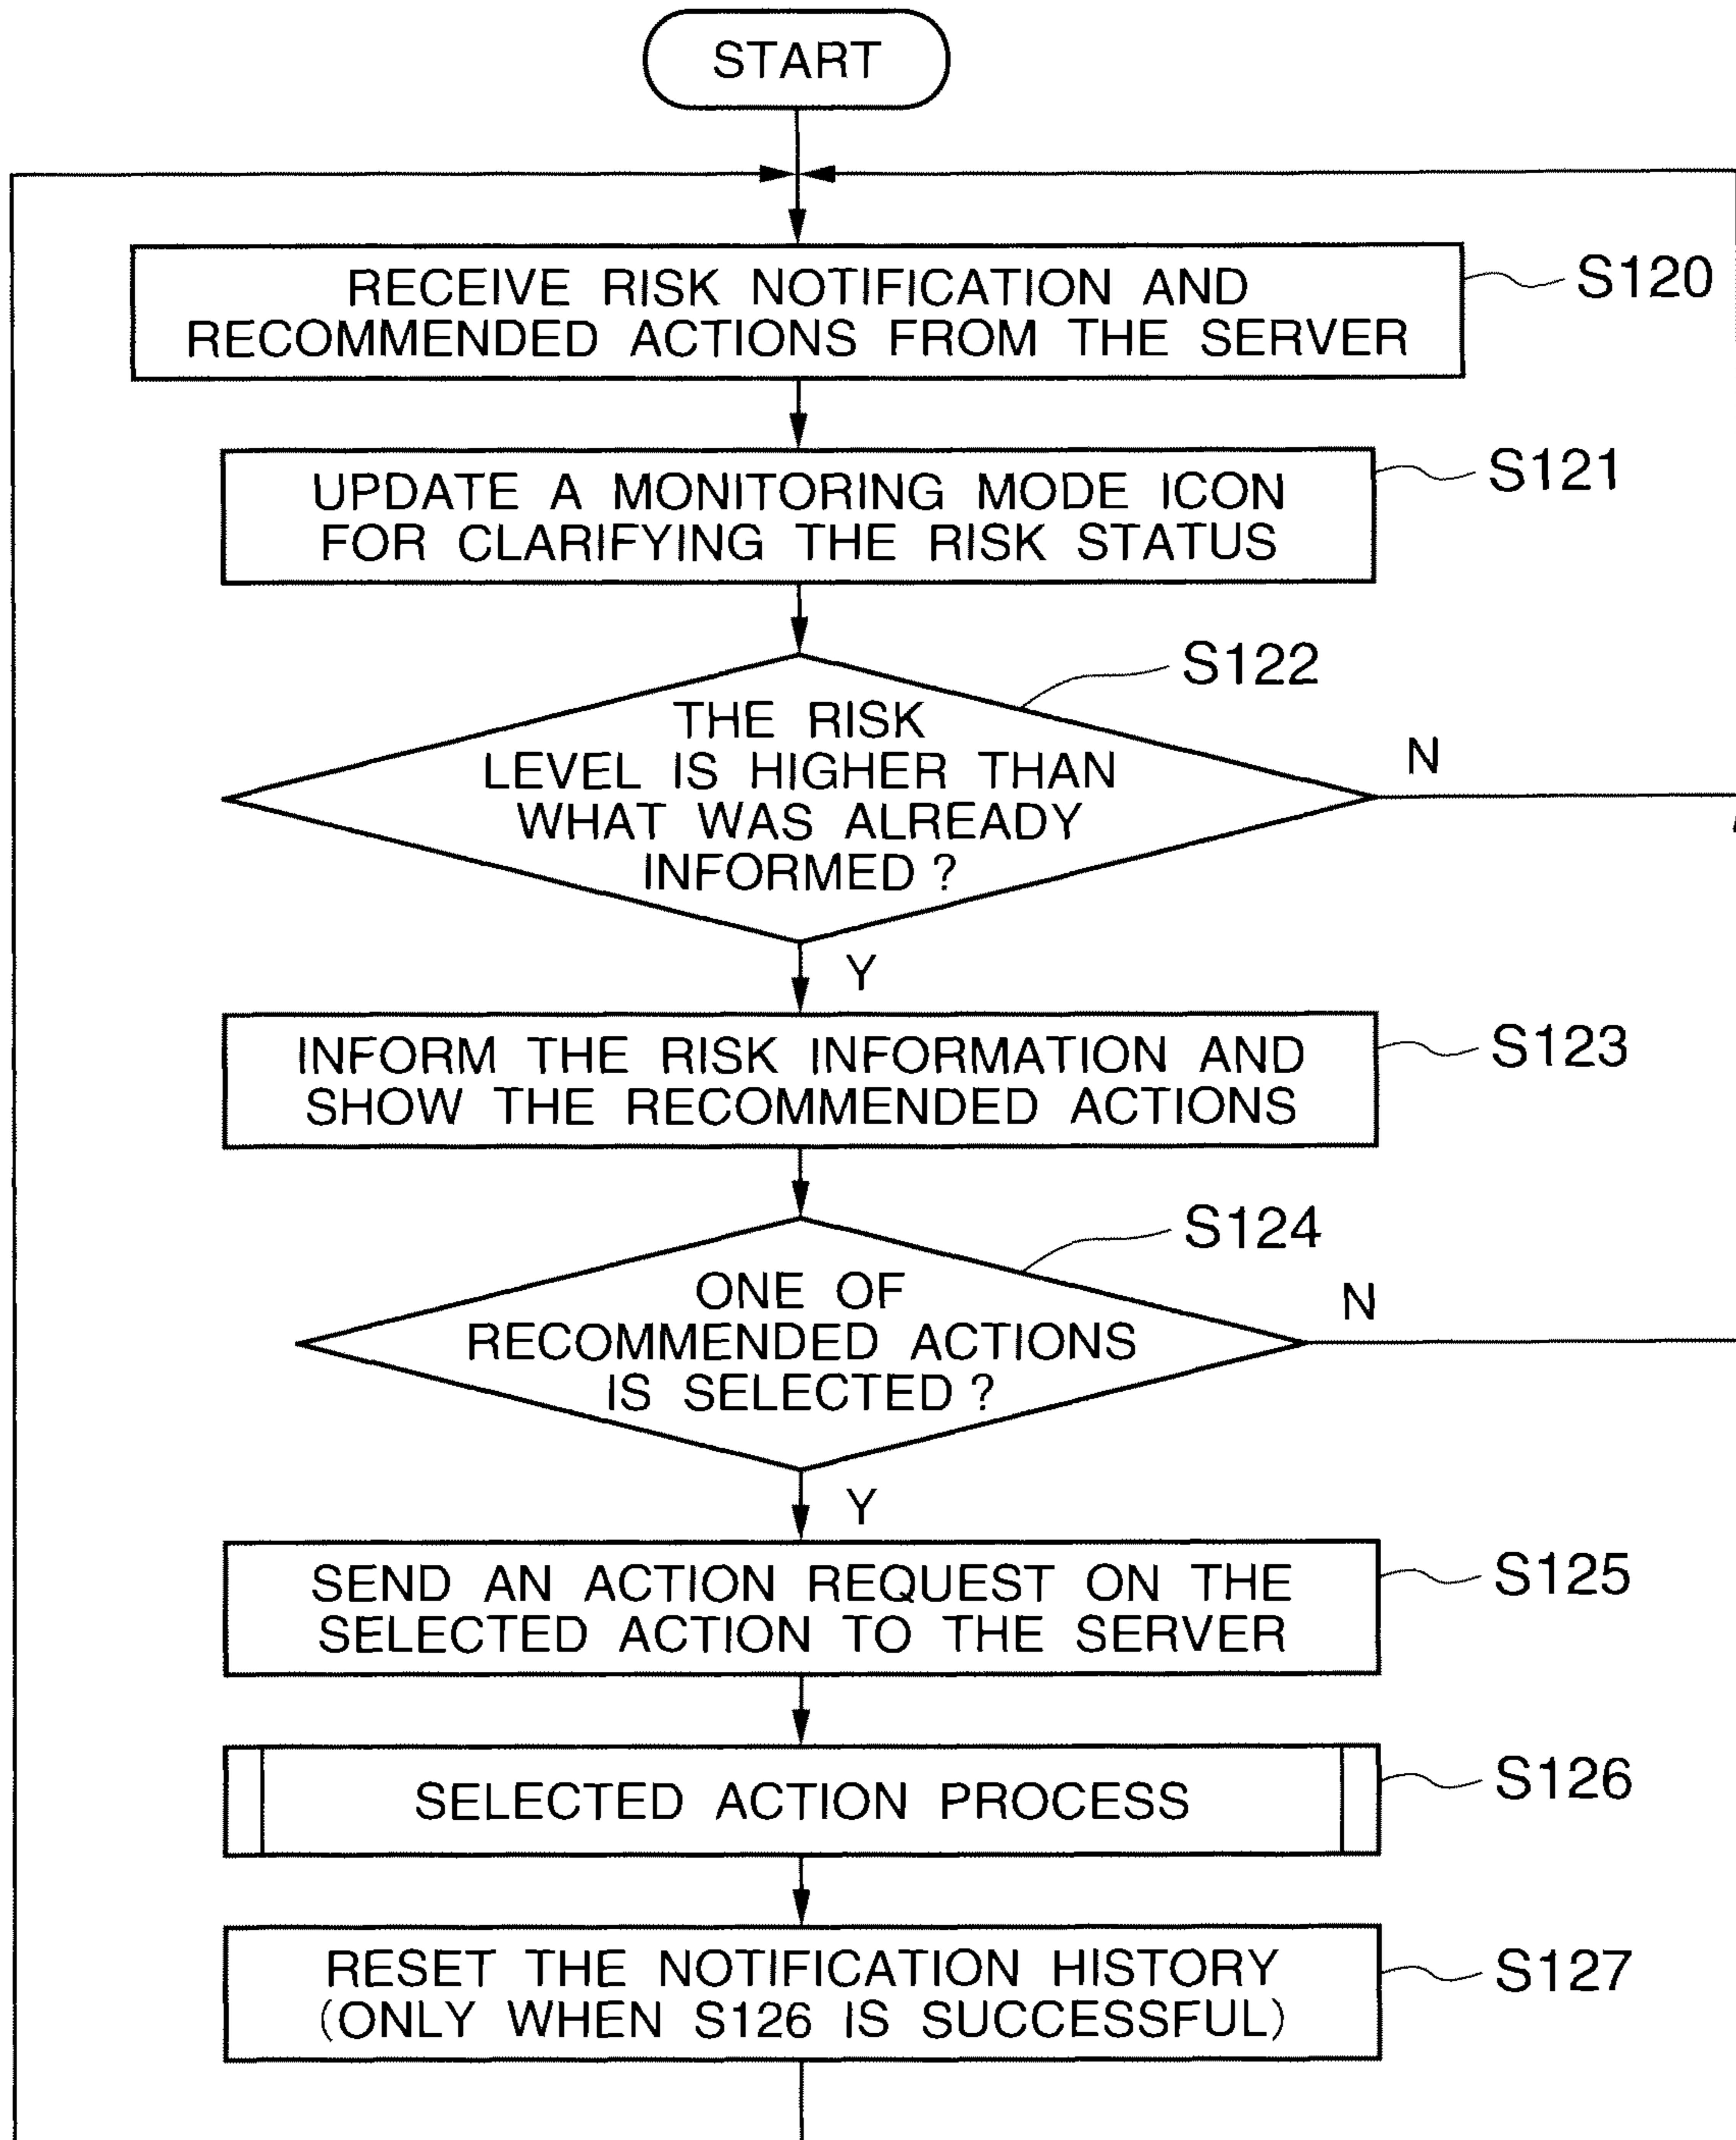 START
RECEIVE RISK NOTIFICATION AND
RECOMMENDED ACTIONS FROM THE SERVER
S120
UPDATE A MONITORING MODE ICON
FOR CLARIFYING THE RISK STATUS
S121
S122
THE RISK
LEVEL IS HIGHER THAN
WHAT WAS ALREADY
INFORMED ?
N
Y
INFORM THE RISK INFORMATION AND
SHOW THE RECOMMENDED ACTIONS
S123
S124
ONE OF
RECOMMENDED ACTIONS
IS SELECTED ?
N
Y
SEND AN ACTION REQUEST ON THE
SELECTED ACTION TO THE SERVER
S125
SELECTED ACTION PROCESS
S126
RESET THE NOTIFICATION HISTORY
(ONLY WHEN S126 IS SUCCESSFUL)
S127